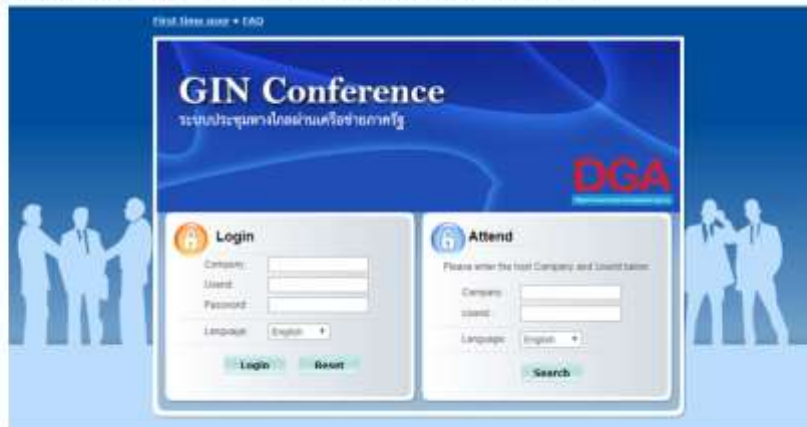 First time user • FAQ
GIN Conference
ระบบประชุมทางไกลผ่านเครือข่ายภาครัฐ
DGA
Login
Company:
Userid:
Password:
Language: English
Login Reset
Attend
Please enter the host Company and Userid below.
Company:
Userid:
Language: English
Search